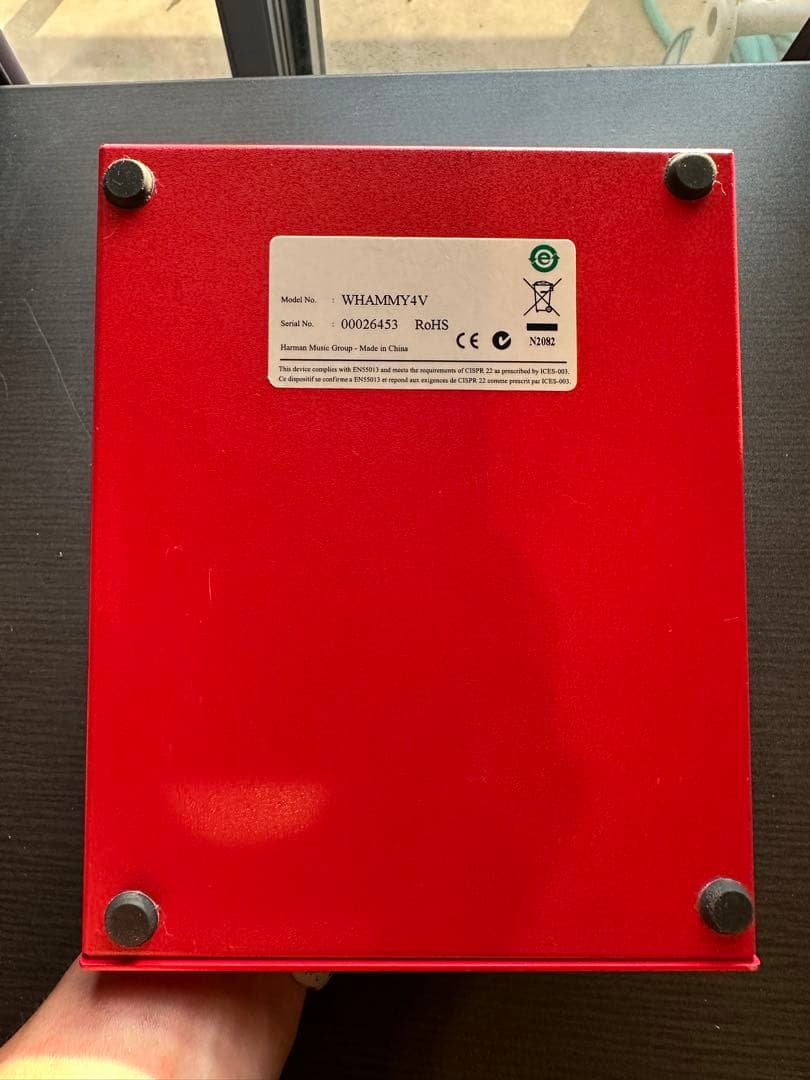 Model No. : WHAMMY4V
Serial No. : 00026453 RoHS
Harman Music Group - Made in China
e
CE
N2082
This device complies with EN55013 and meets the requirements of CISPR 22 as prescribed by ICES-003.
Ce dispositif se confirme a EN55013 et repond aux exigences de CISPR 22 comme prescrit par ICES-003.